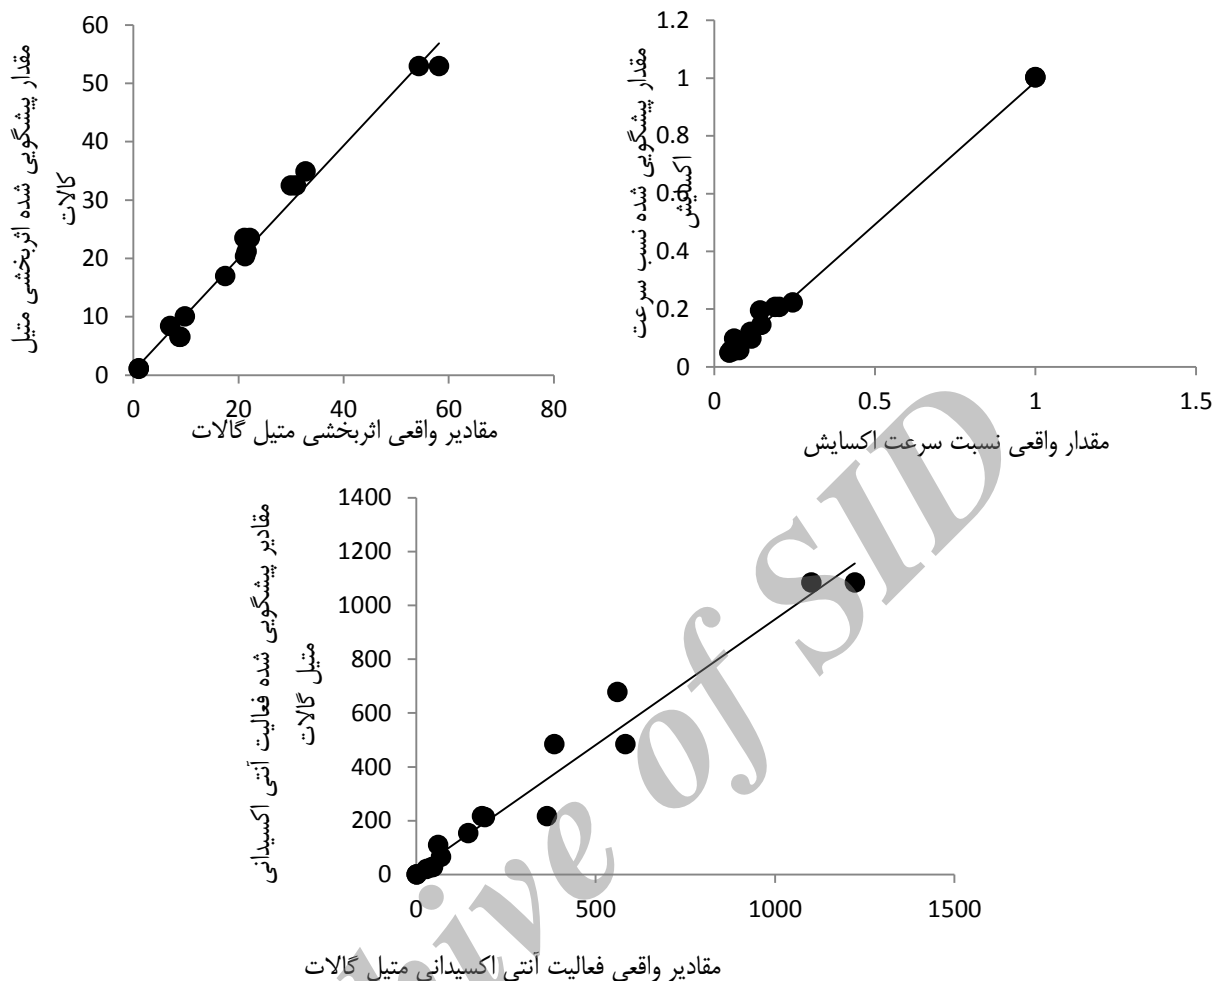 60
50
40
30
20
10
0
0 20 40 60 80
مقدار پیشگویی شده اثربخشی متیل
کالات
مقادیر واقعی اثربخشی متیل گالات
1.2
1
0.8
0.6
0.4
0.2
0
0 0.5 1 1.5
مقدار پیشگویی شده نسب سرعت
اکسایش
مقدار واقعی نسبت سرعت اکسایش
1400
1200
1000
800
600
400
200
0
0 500 1000 1500
مقادیر پیشگویی شده فعالیت آنتی اکسیدانی
متیل گالات
مقادیر واقعی فعالیت آنتی اکسیدانی متیل گالات
hive of SID